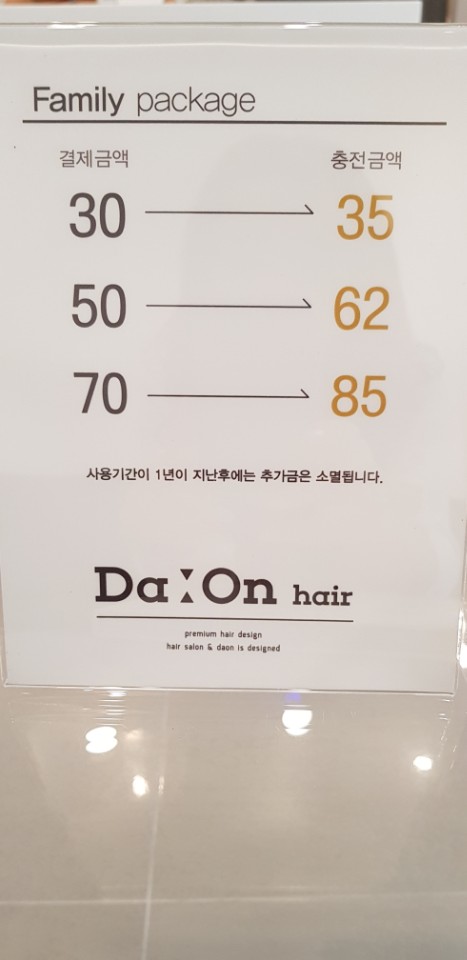 Family package
결제금액 충전금액
30 35
50 62
70 85
사용기간이 1년이 지난후에는 추가금은 소멸됩니다.
Da:On hair
premium hair design
hair salon & daon is designed